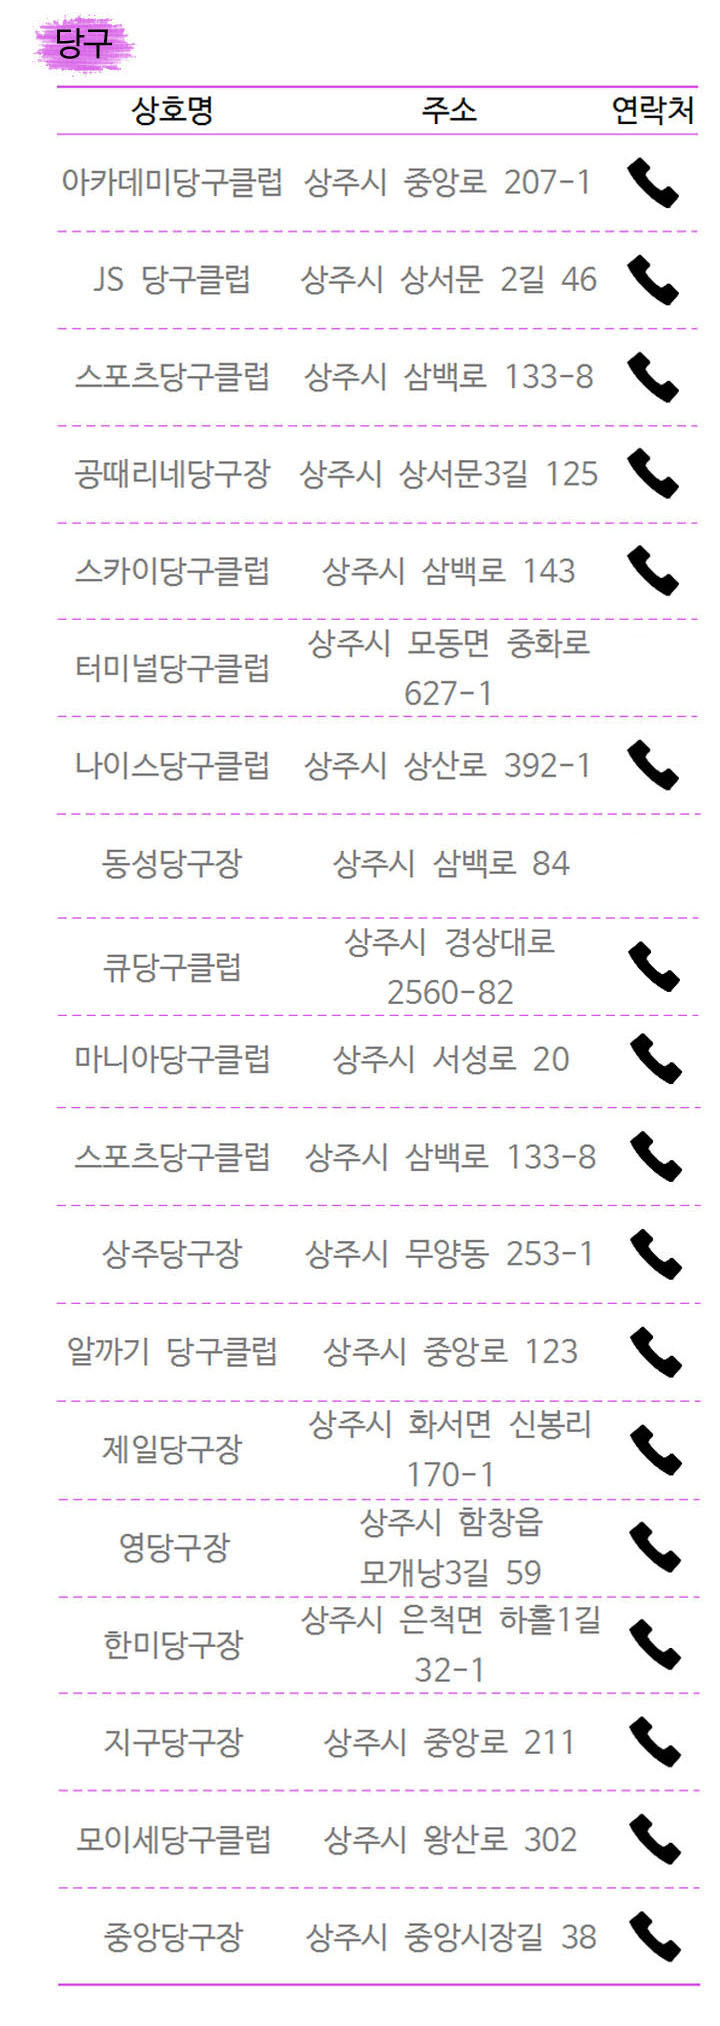 당구
상호명 주소 연락처
아카데미당구클럽 상주시 중앙로 207-1
JS 당구클럽 상주시 상서문 2길 46
스포츠당구클럽 상주시 삼백로 133-8
공때리네당구장 상주시 상서문3길 125
스카이당구클럽 상주시 삼백로 143
터미널당구클럽 상주시 모동면 중화로
627-1
나이스당구클럽 상주시 상산로 392-1
동성당구장 상주시 삼백로 84
큐당구클럽 상주시 경상대로
2560-82
마니아당구클럽 상주시 서성로 20
스포츠당구클럽 상주시 삼백로 133-8
상주당구장 상주시 무양동 253-1
알까기 당구클럽 상주시 중앙로 123
제일당구장 상주시 화서면 신봉리
170-1
영당구장 상주시 함창읍
모개낭3길 59
한미당구장 상주시 은척면 하흘1길
32-1
지구당구장 상주시 중앙로 211
모이세당구클럽 상주시 왕산로 302
중앙당구장 상주시 중앙시장길 38